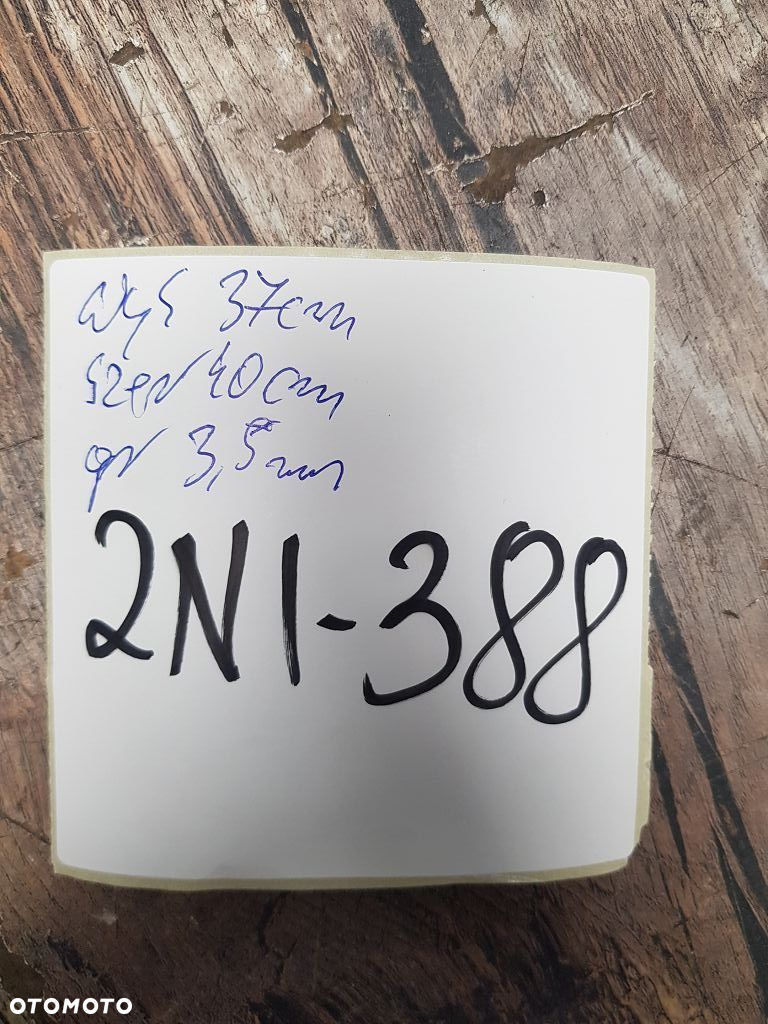 wys 37cm
szer 40cm
gr 3,5mm
2N1-388
OTOMOTO